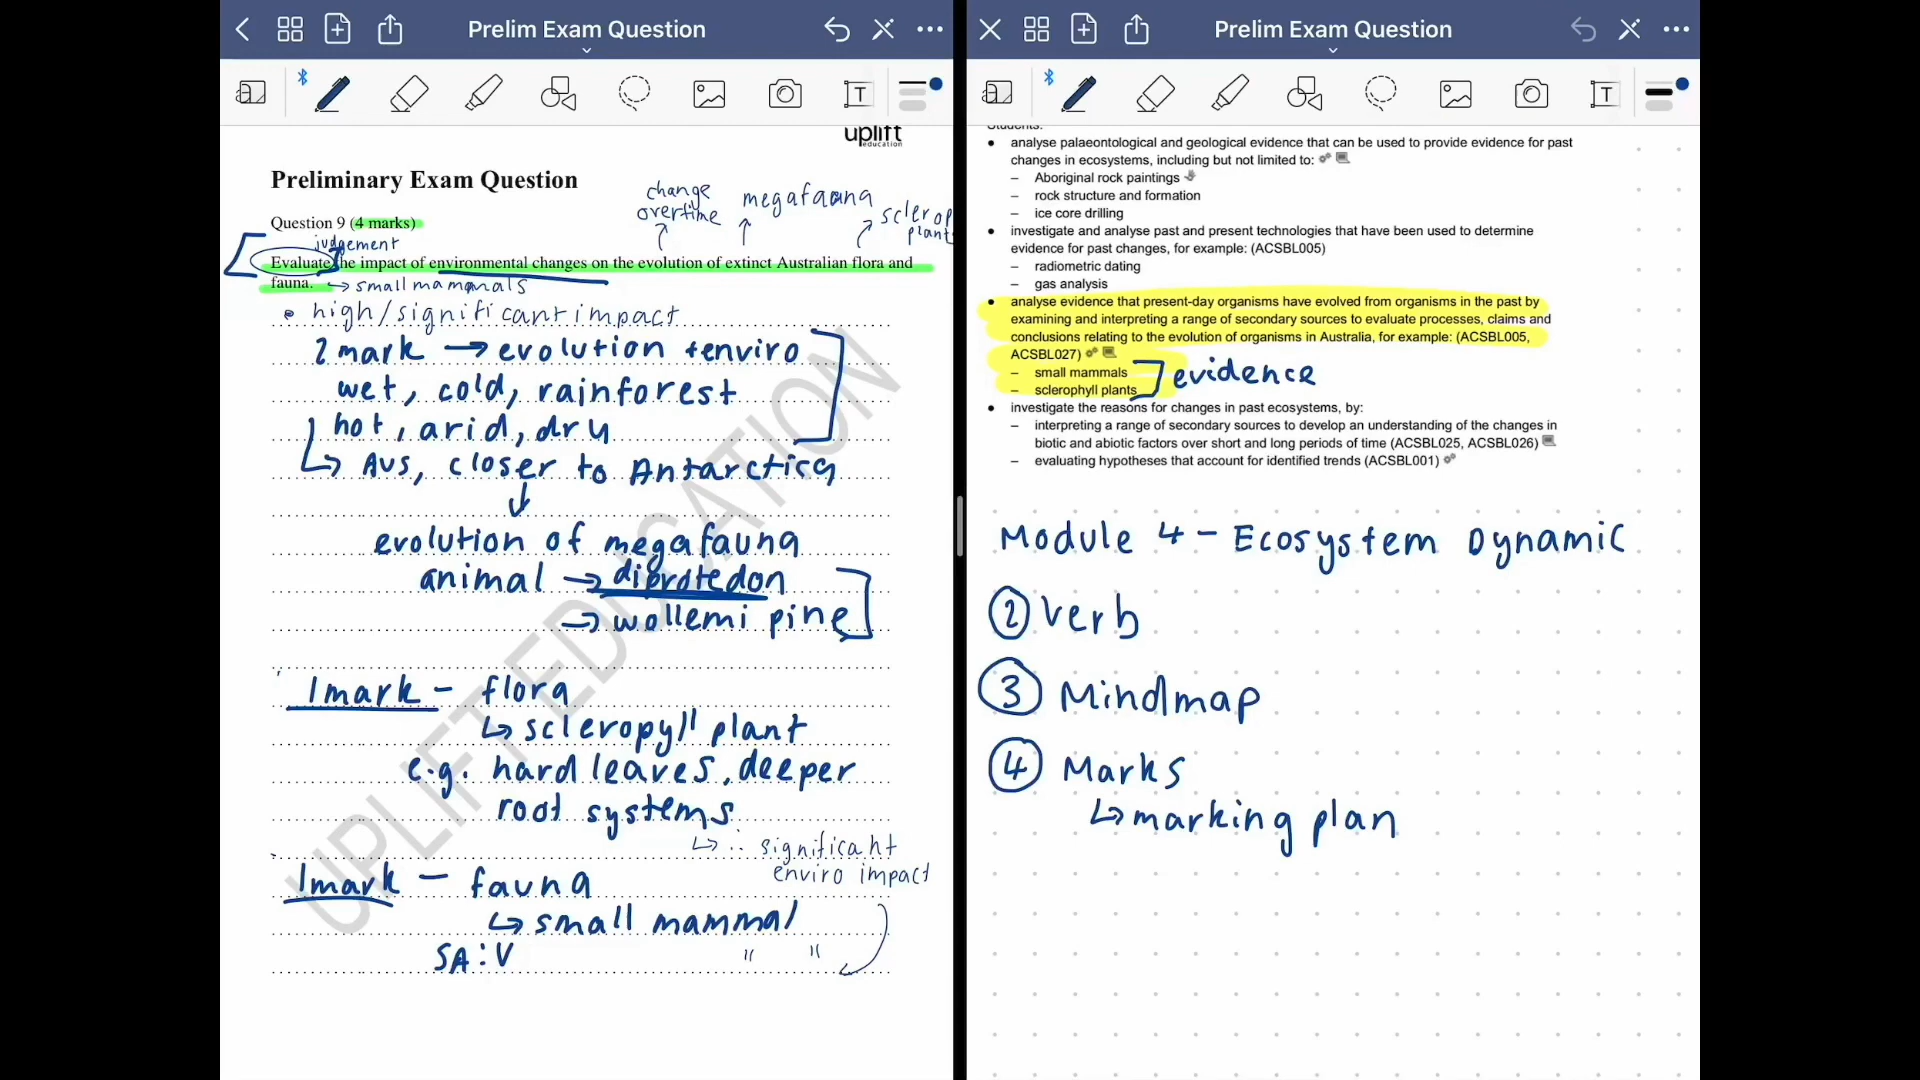 Prelim Exam Question
uplift
education
Preliminary Exam Question
change
overtime
megafauna
sclerop
plant
Question 9 (4 marks)
judgement
Evaluate the impact of environmental changes on the evolution of extinct Australian flora and
fauna. → small mammals
• high/significant impact
2 mark → evolution + enviro
wet, cold, rainforest
hot, arid, dry
↳ Aus, closer to Antarctica
↓
evolution of megafauna
animal → diprotedon
→ wollemi pine
1 mark - flora
↳ scleropyll plant
e.g. hard leaves, deeper
root systems
↳ ∴ significant
enviro impact
1 mark - fauna
↳ small mammal
SA:V " "
UPLIFT EDUCATION
Prelim Exam Question
Students:
• analyse palaeontological and geological evidence that can be used to provide evidence for past
changes in ecosystems, including but not limited to:
– Aboriginal rock paintings
– rock structure and formation
– ice core drilling
• investigate and analyse past and present technologies that have been used to determine
evidence for past changes, for example: (ACSBL005)
– radiometric dating
– gas analysis
• analyse evidence that present-day organisms have evolved from organisms in the past by
examining and interpreting a range of secondary sources to evaluate processes, claims and
conclusions relating to the evolution of organisms in Australia, for example: (ACSBL005,
ACSBL027)
– small mammals
– sclerophyll plants
evidence
• investigate the reasons for changes in past ecosystems, by:
– interpreting a range of secondary sources to develop an understanding of the changes in
biotic and abiotic factors over short and long periods of time (ACSBL025, ACSBL026)
– evaluating hypotheses that account for identified trends (ACSBL001)
Module 4 - Ecosystem Dynamic
② Verb
③ Mindmap
④ Marks
↳ marking plan